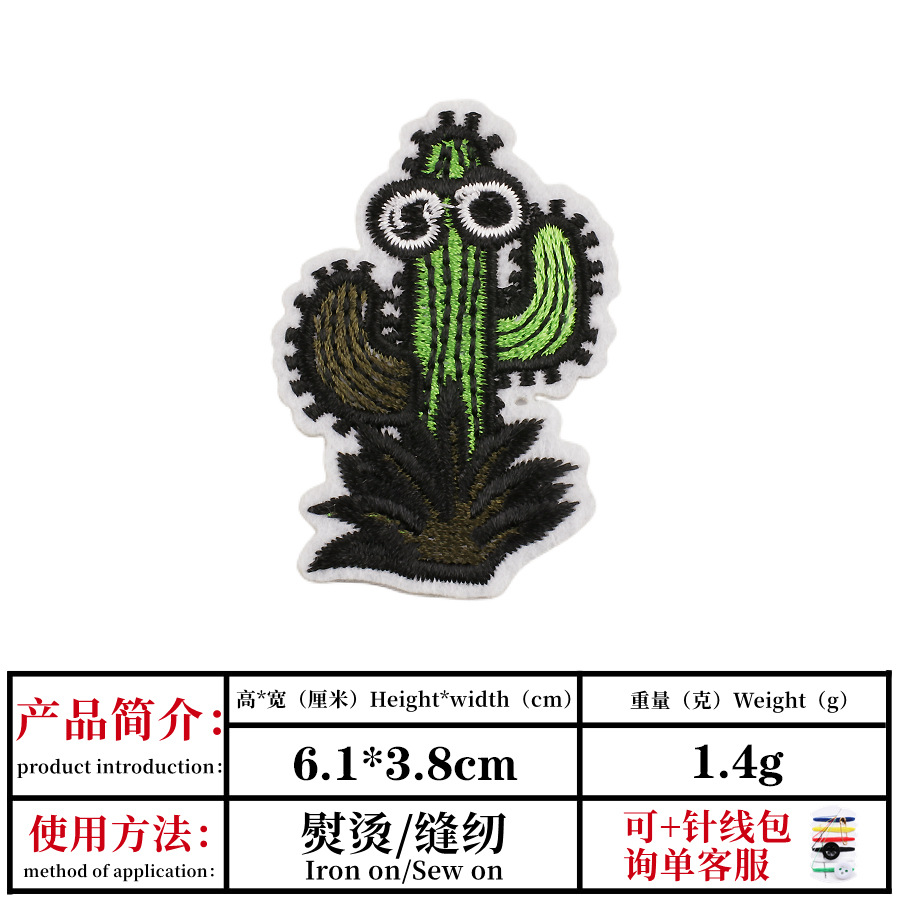 产品简介：
product introduction：
高*宽（厘米）Height*width（cm）
重量（克）Weight（g）
6.1*3.8cm
1.4g
使用方法：
method of application：
熨烫/缝纫
Iron on/Sew on
可+针线包
询单客服